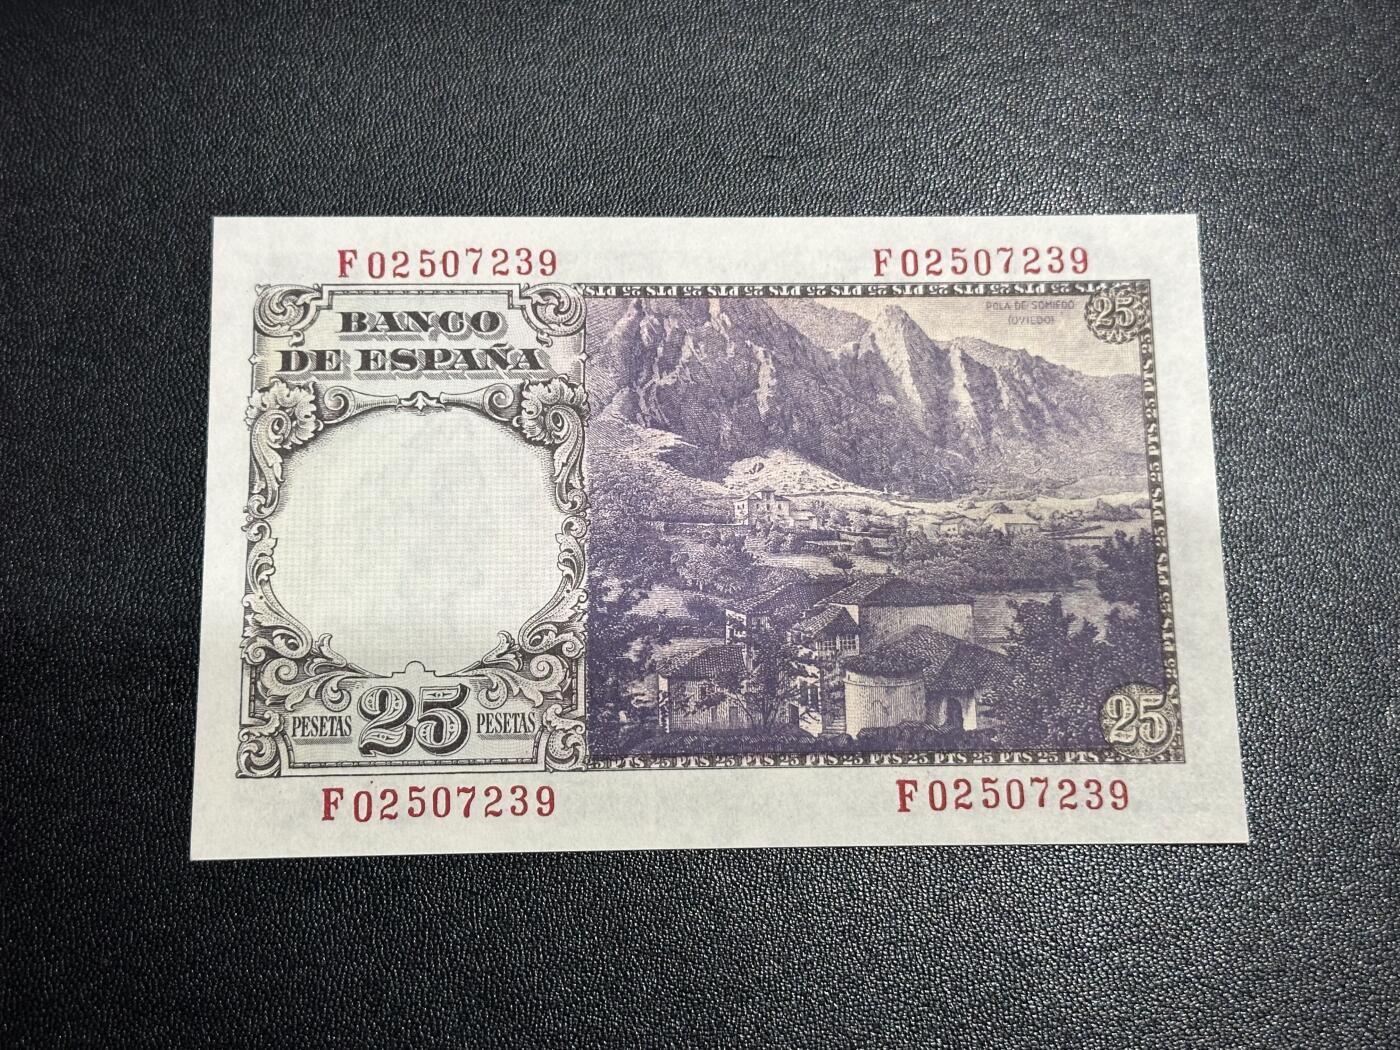 F02507239 F02507239
BANCO
DE ESPAÑA
POLA DE SOMIEDO
(OVIEDO)
25
PESETAS 25 PESETAS
25
F02507239 F02507239